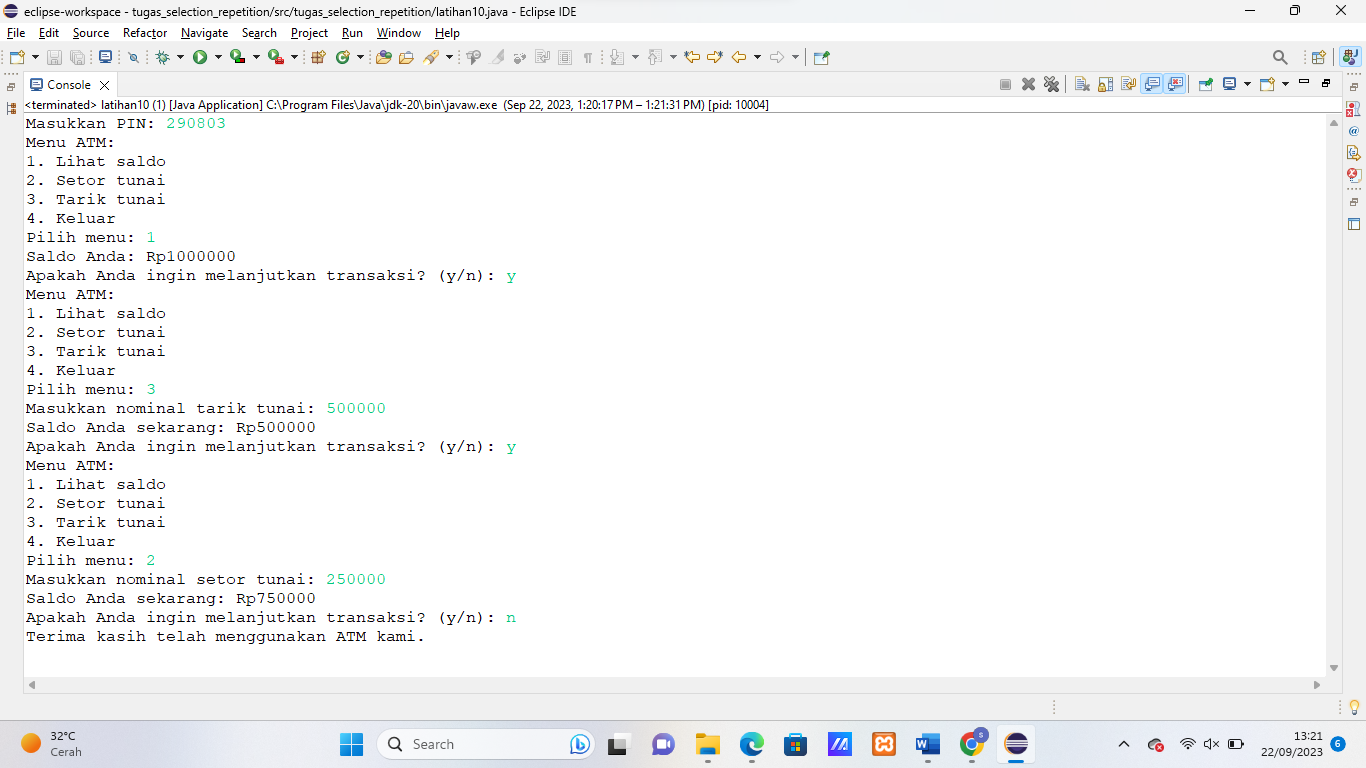 eclipse-workspace - tugas_selection_repetition/src/tugas_selection_repetition/latihan10.java - Eclipse IDE
File Edit Source Refactor Navigate Search Project Run Window Help
Console
<terminated> latihan10 (1) [Java Application] C:\Program Files\Java\jdk-20\bin\javaw.exe (Sep 22, 2023, 1:20:17 PM – 1:21:31 PM) [pid: 10004]
Masukkan PIN: 290803
Menu ATM:
1. Lihat saldo
2. Setor tunai
3. Tarik tunai
4. Keluar
Pilih menu: 1
Saldo Anda: Rp1000000
Apakah Anda ingin melanjutkan transaksi? (y/n): y
Menu ATM:
1. Lihat saldo
2. Setor tunai
3. Tarik tunai
4. Keluar
Pilih menu: 3
Masukkan nominal tarik tunai: 500000
Saldo Anda sekarang: Rp500000
Apakah Anda ingin melanjutkan transaksi? (y/n): y
Menu ATM:
1. Lihat saldo
2. Setor tunai
3. Tarik tunai
4. Keluar
Pilih menu: 2
Masukkan nominal setor tunai: 250000
Saldo Anda sekarang: Rp750000
Apakah Anda ingin melanjutkan transaksi? (y/n): n
Terima kasih telah menggunakan ATM kami.
32°C
Cerah
Search
13:21
22/09/2023
6